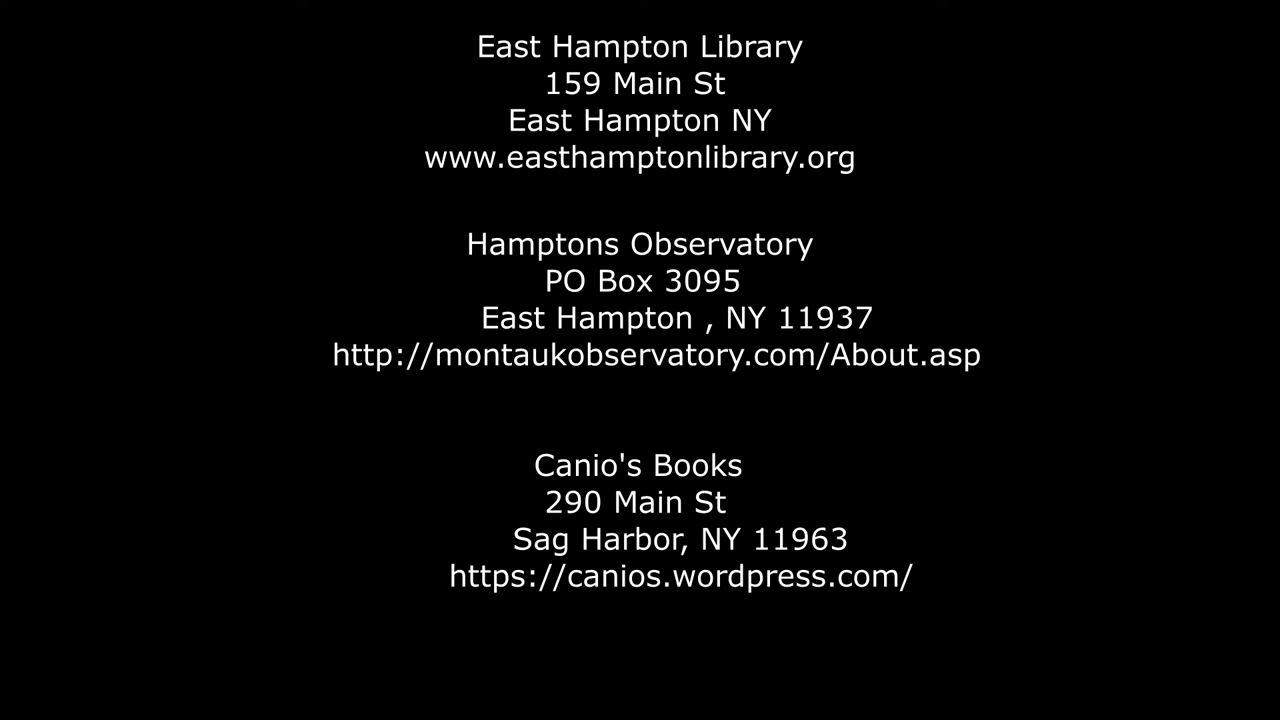 East Hampton Library
159 Main St
East Hampton NY
www.easthamptonlibrary.org
Hamptons Observatory
PO Box 3095
East Hampton , NY 11937
http://montaukobservatory.com/About.asp
Canio's Books
290 Main St
Sag Harbor, NY 11963
https://canios.wordpress.com/